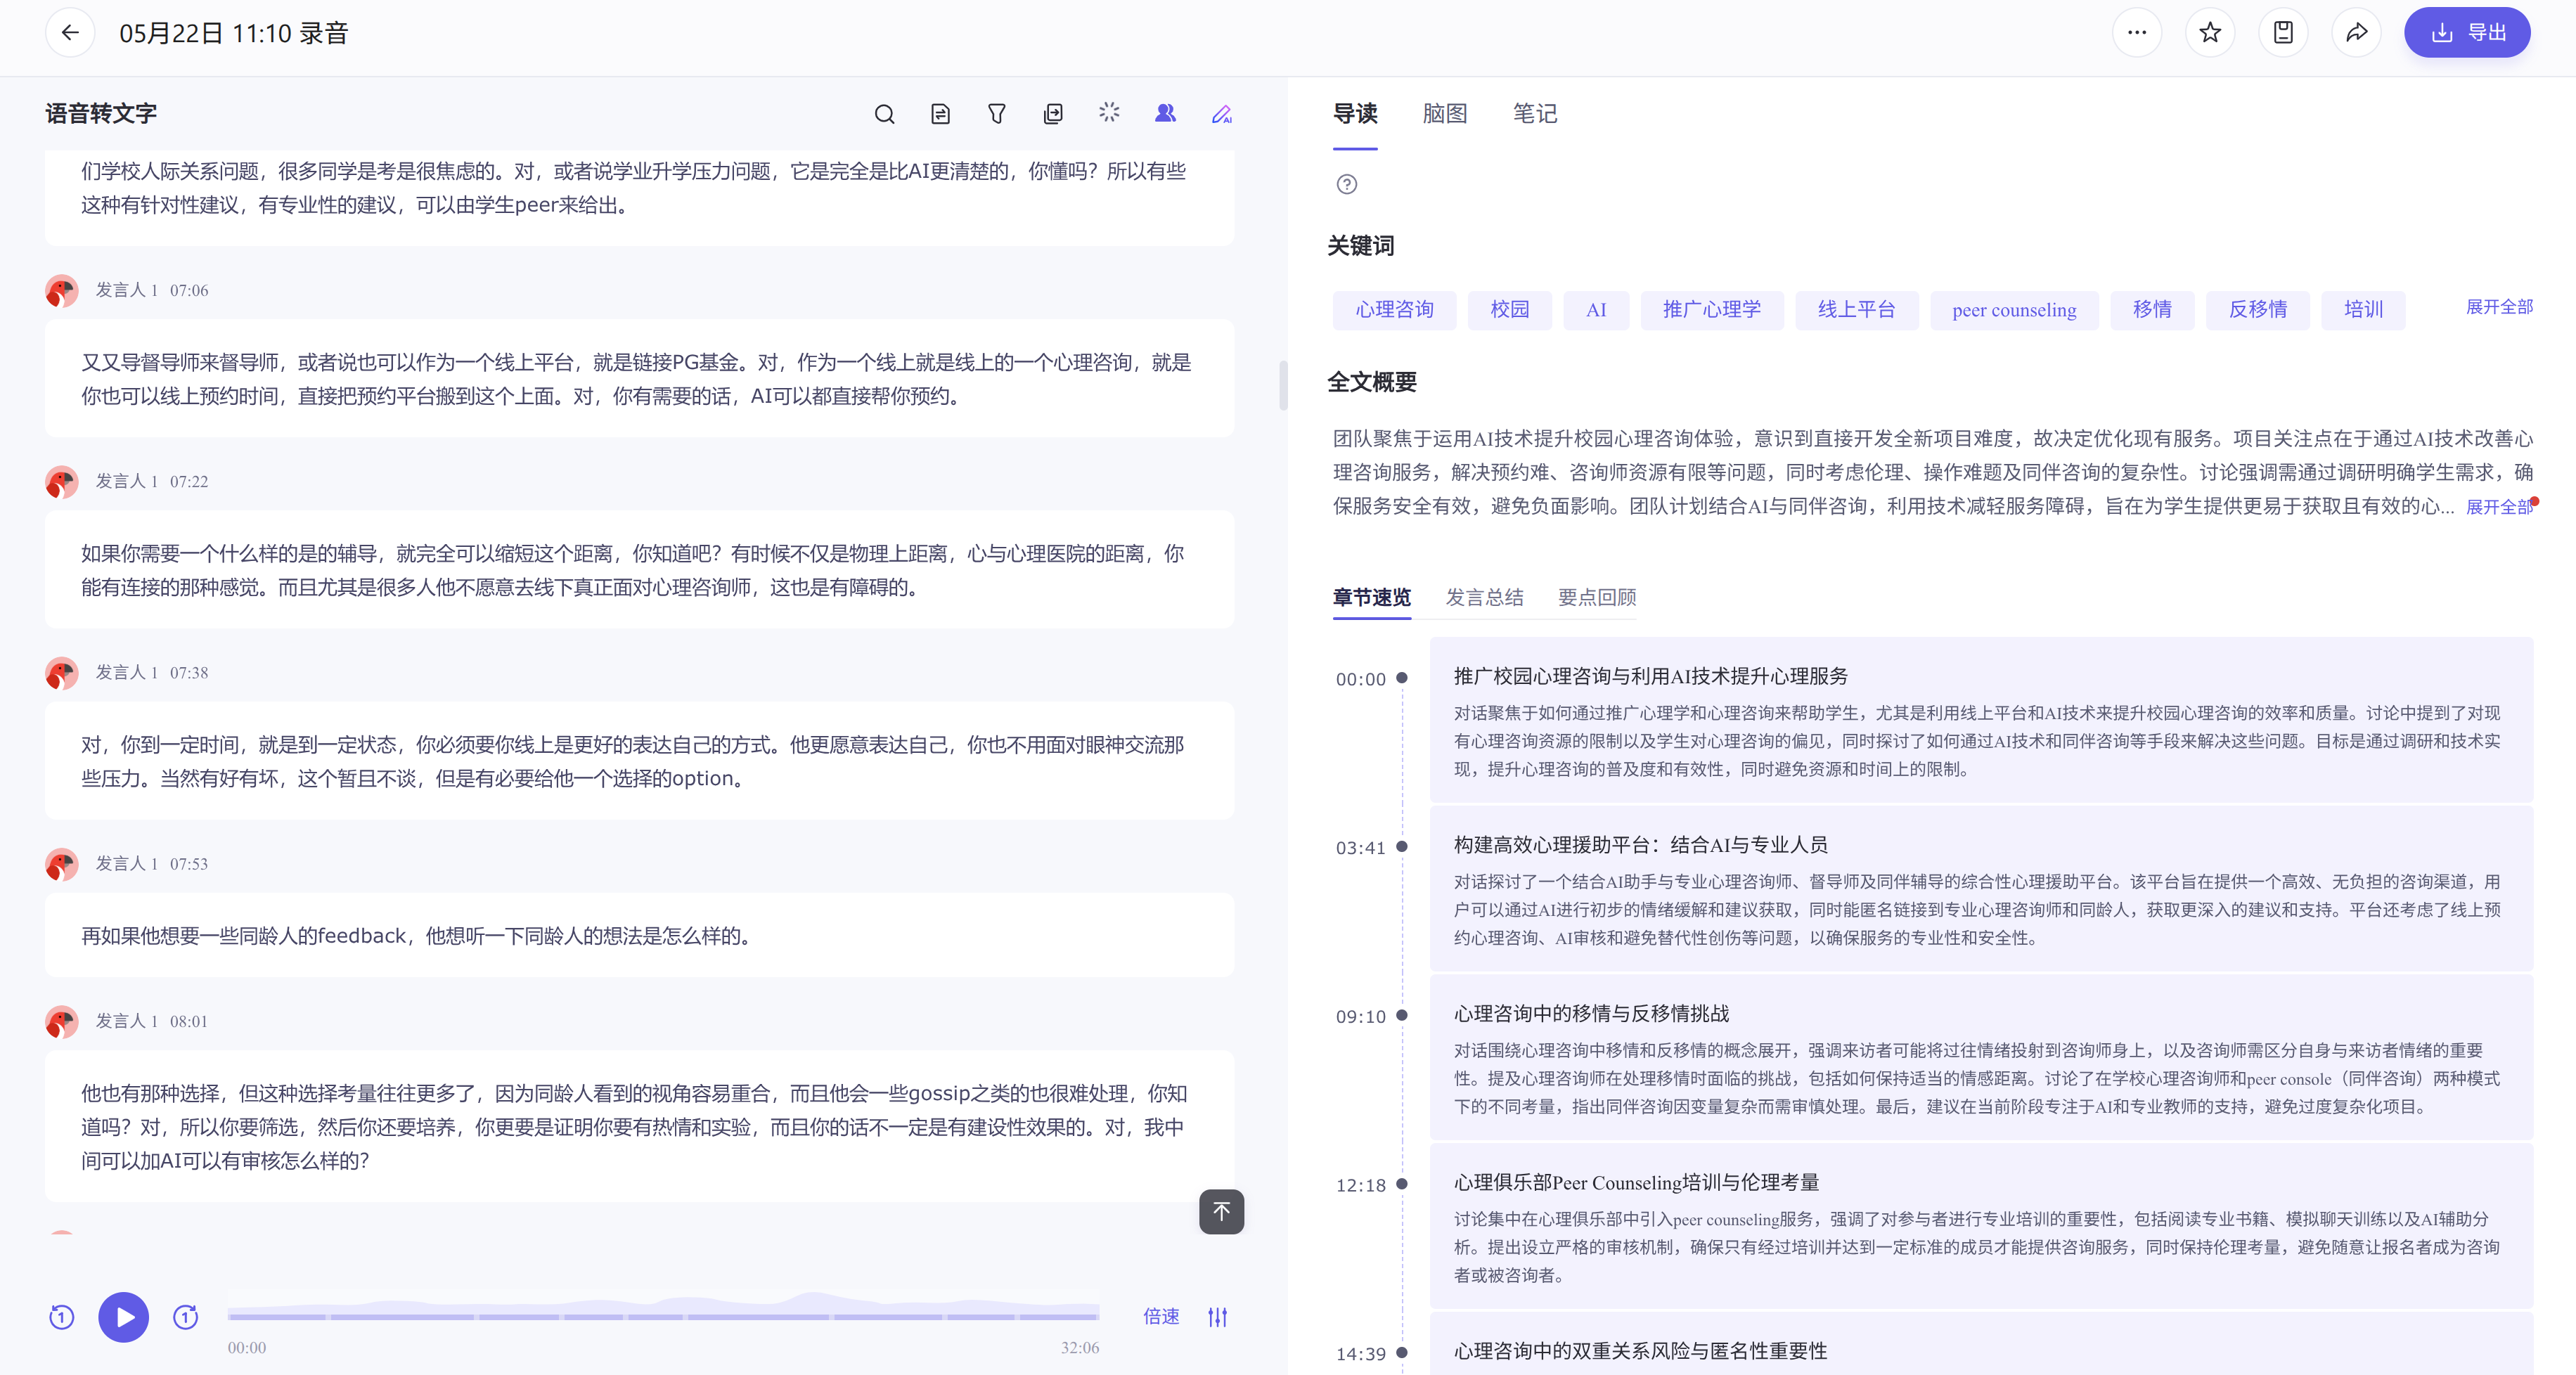 05月22日 11:10 录音
导出
语音转文字
们学校人际关系问题，很多同学是考是很焦虑的。对，或者说学业升学压力问题，它是完全是比AI更清楚的，你懂吗？所以有些
这种有针对性建议，有专业性的建议，可以由学生peer来给出。
发言人 1 07:06
又又导督导师来督导师，或者说也可以作为一个线上平台，就是链接PG基金。对，作为一个线上就是线上的一个心理咨询，就是
你也可以线上预约时间，直接把预约平台搬到这个上面。对，你有需要的话，AI可以都直接帮你预约。
发言人 1 07:22
如果你需要一个什么样的是的辅导，就完全可以缩短这个距离，你知道吧？有时候不仅是物理上距离，心与心理医院的距离，你
能有连接的那种感觉。而且尤其是很多人他不愿意去线下真正面对心理咨询师，这也是有障碍的。
发言人 1 07:38
对，你到一定时间，就是到一定状态，你必须要你线上是更好的表达自己的方式。他更愿意表达自己，你也不用面对眼神交流那
些压力。当然有好有坏，这个暂且不谈，但是有必要给他一个选择的option。
发言人 1 07:53
再如果他想要一些同龄人的feedback，他想听一下同龄人的想法是怎么样的。
发言人 1 08:01
他也有那种选择，但这种选择考量往往更多了，因为同龄人看到的视角容易重合，而且他会一些gossip之类的也很难处理，你知
道吗？对，所以你要筛选，然后你还要培养，你更要是证明你要有热情和实验，而且你的话不一定是有建设性效果的。对，我中
间可以加AI可以有审核怎么样的？
1
1
00:00
32:06
倍速
导读 脑图 笔记
关键词
心理咨询 校园 AI 推广心理学 线上平台 peer counseling 移情 反移情 培训 展开全部
全文概要
团队聚焦于运用AI技术提升校园心理咨询体验，意识到直接开发全新项目难度，故决定优化现有服务。项目关注点在于通过AI技术改善心
理咨询服务，解决预约难、咨询师资源有限等问题，同时考虑伦理、操作难题及同伴咨询的复杂性。讨论强调需通过调研明确学生需求，确
保服务安全有效，避免负面影响。团队计划结合AI与同伴咨询，利用技术减轻服务障碍，旨在为学生提供更易于获取且有效的心... 展开全部
章节速览 发言总结 要点回顾
00:00 推广校园心理咨询与利用AI技术提升心理服务
对话聚焦于如何通过推广心理学和心理咨询来帮助学生，尤其是利用线上平台和AI技术来提升校园心理咨询的效率和质量。讨论中提到了对现
有心理咨询资源的限制以及学生对心理咨询的偏见，同时探讨了如何通过AI技术和同伴咨询等手段来解决这些问题。目标是通过调研和技术实
现，提升心理咨询的普及度和有效性，同时避免资源和时间上的限制。
03:41 构建高效心理援助平台：结合AI与专业人员
对话探讨了一个结合AI助手与专业心理咨询师、督导师及同伴辅导的综合性心理援助平台。该平台旨在提供一个高效、无负担的咨询渠道，用
户可以通过AI进行初步的情绪缓解和建议获取，同时能匿名链接到专业心理咨询师和同龄人，获取更深入的建议和支持。平台还考虑了线上预
约心理咨询、AI审核和避免替代性创伤等问题，以确保服务的专业性和安全性。
09:10 心理咨询中的移情与反移情挑战
对话围绕心理咨询中移情和反移情的概念展开，强调来访者可能将过往情绪投射到咨询师身上，以及咨询师需区分自身与来访者情绪的重要
性。提及心理咨询师在处理移情时面临的挑战，包括如何保持适当的情感距离。讨论了在学校心理咨询师和peer console（同伴咨询）两种模式
下的不同考量，指出同伴咨询因变量复杂而需审慎处理。最后，建议在当前阶段专注于AI和专业教师的支持，避免过度复杂化项目。
12:18 心理俱乐部Peer Counseling培训与伦理考量
讨论集中在心理俱乐部中引入peer counseling服务，强调了对参与者进行专业培训的重要性，包括阅读专业书籍、模拟聊天训练以及AI辅助分
析。提出设立严格的审核机制，确保只有经过培训并达到一定标准的成员才能提供咨询服务，同时保持伦理考量，避免随意让报名者成为咨询
者或被咨询者。
14:39 心理咨询中的双重关系风险与匿名性重要性